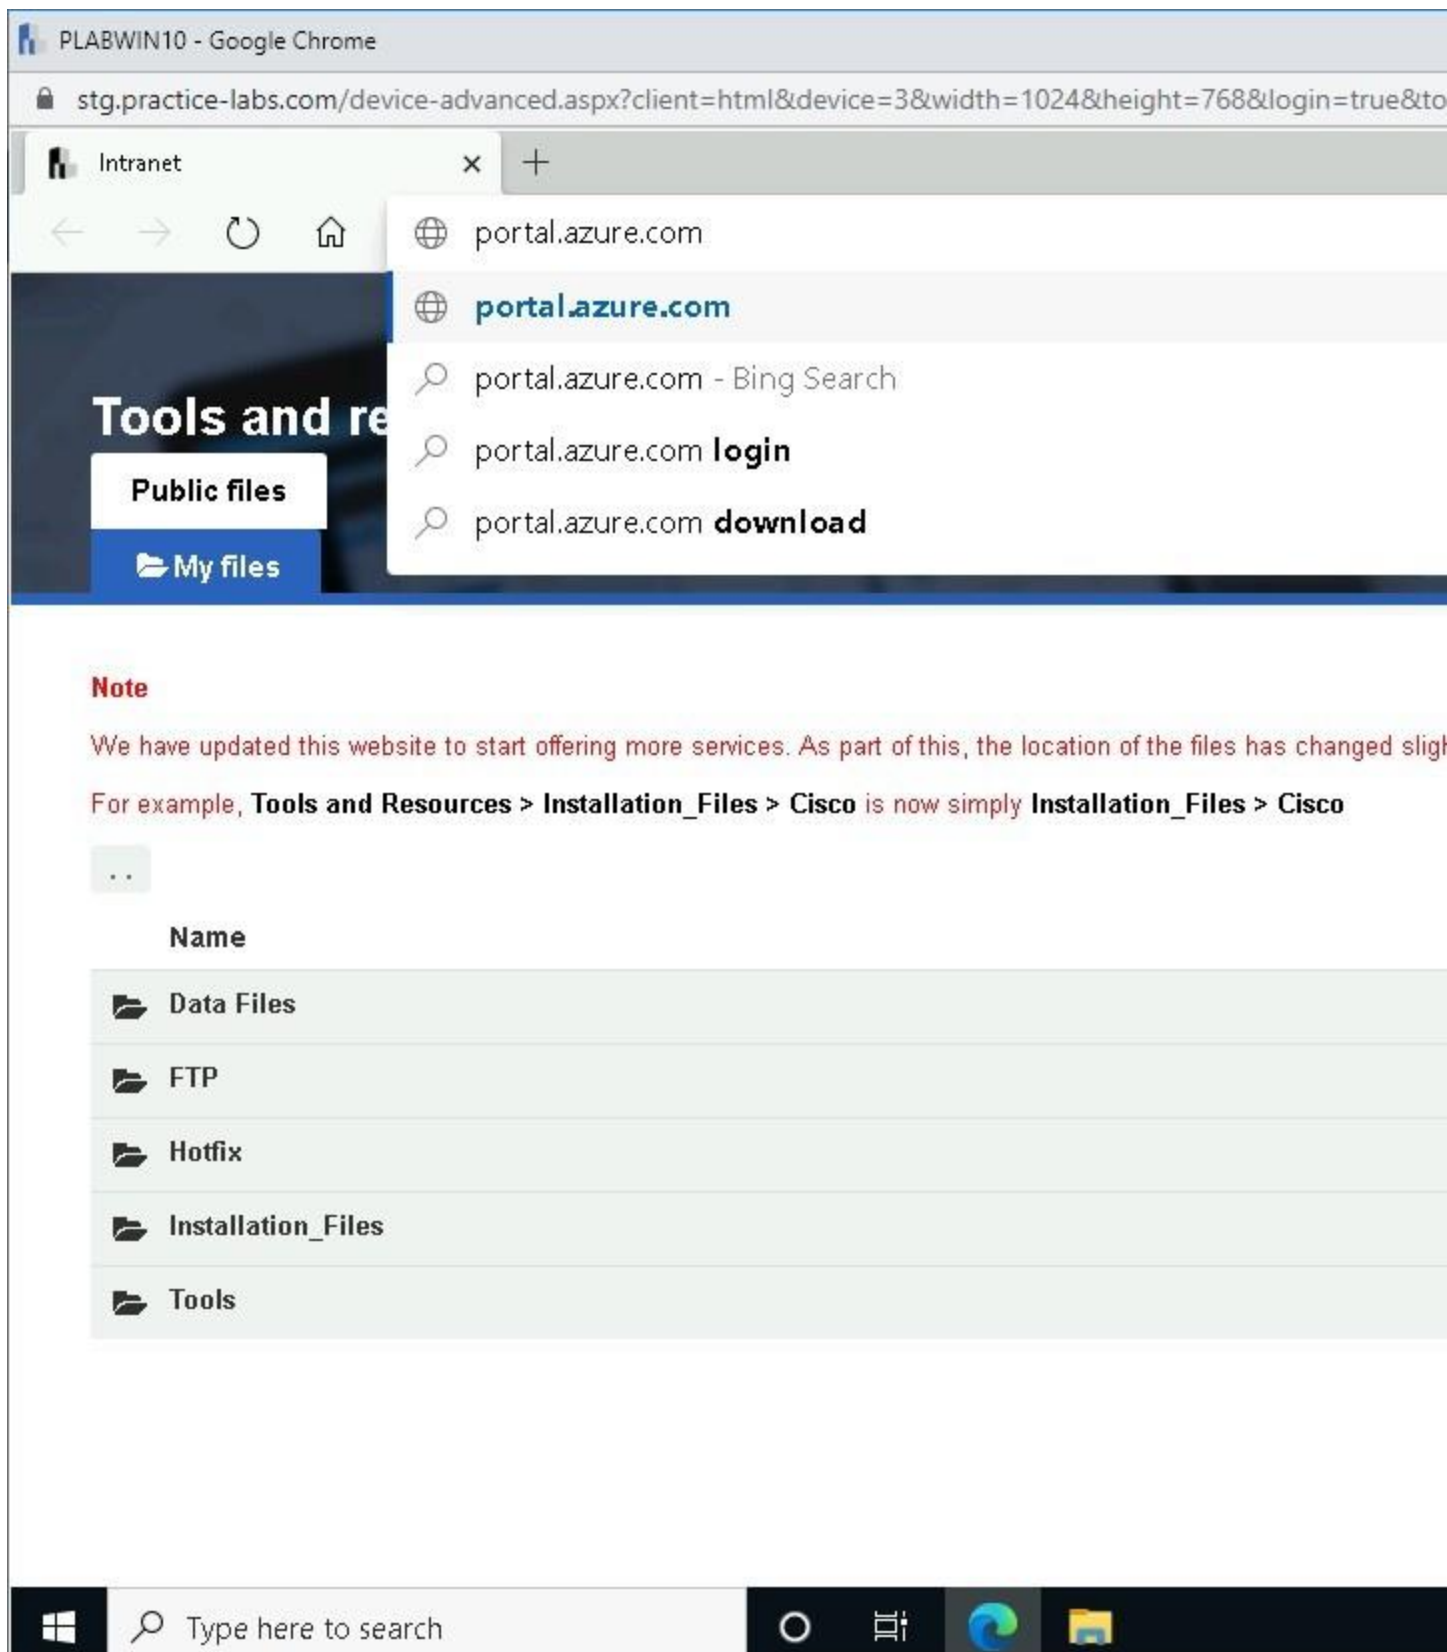 PLABWIN10 - Google Chrome
stg.practice-labs.com/device-advanced.aspx?client=html&device=3&width=1024&height=768&login=true&to
Intranet
portal.azure.com
portal.azure.com
portal.azure.com - Bing Search
Tools and re
portal.azure.com login
Public files
portal.azure.com download
My files
Note
We have updated this website to start offering more services. As part of this, the location of the files has changed sligh
For example, Tools and Resources > Installation_Files > Cisco is now simply Installation_Files > Cisco
..
Name
Data Files
FTP
Hotfix
Installation_Files
Tools
Type here to search